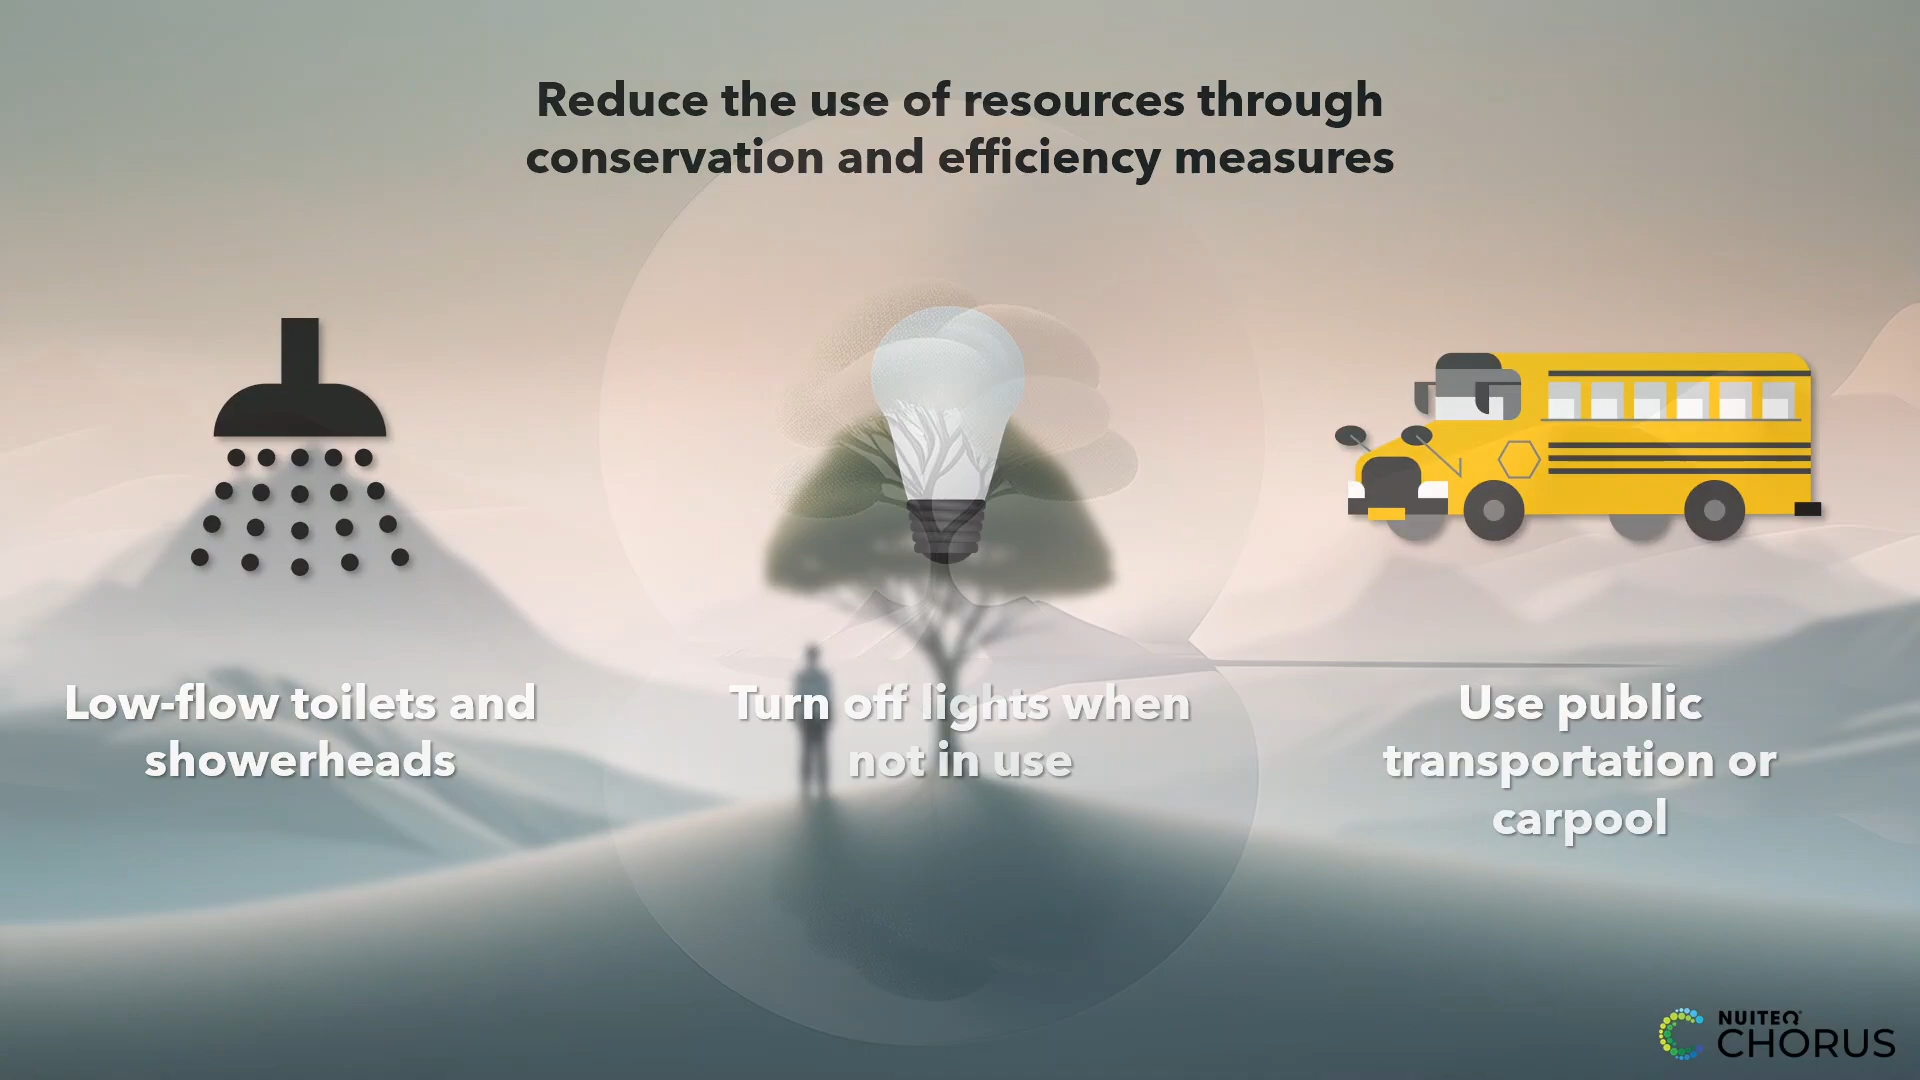 Reduce the use of resources through
conservation and efficiency measures
Low-flow toilets and
showerheads
Turn off lights when
not in use
Use public
transportation or
carpool
NUITEQ
CHORUS